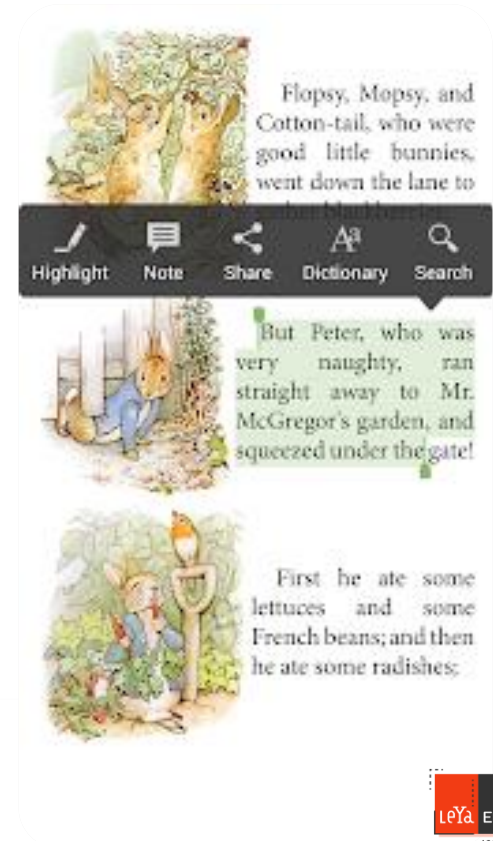 Flopsy, Mopsy, and
Cotton-tail, who were
good little bunnies,
went down the lane to
Highlight Note Share Dictionary Search
But Peter, who was
very naughty, ran
straight away to Mr.
McGregor's garden, and
squeezed under the gate!
First he ate some
lettuces and some
French beans; and then
he ate some radishes;
LeYa E